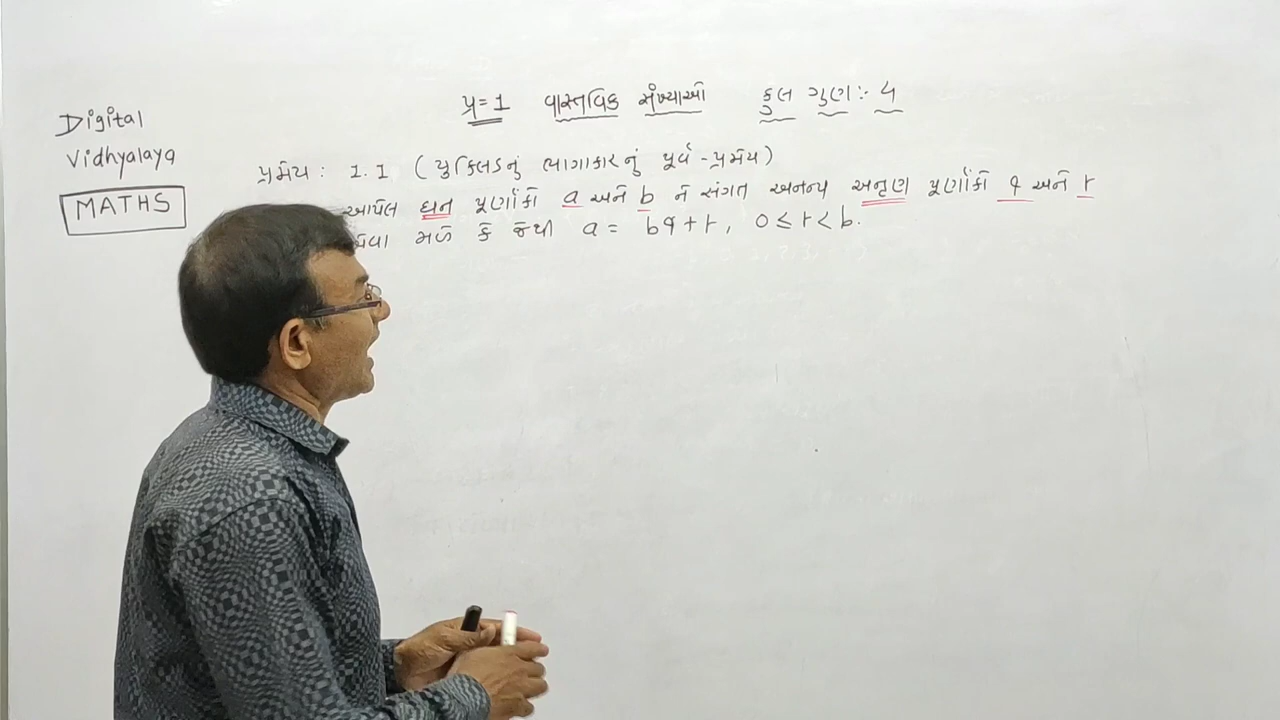 Digital
Vidhyalaya
MATHS
પ્ર=1 વાસ્તવિક સંખ્યાઓ કુલ ગુણ:- 4
પ્રમેય: 1.1 (યુક્લિડનું ભાગાકારનું પૂર્વ-પ્રમેય)
આપેલ ધન પૂર્ણાંકો a અને b ને સંગત અનન્ય અનૃણ પૂર્ણાંકો q અને r
એવા મળે કે જેથી a = bq+r, 0≤r<b.